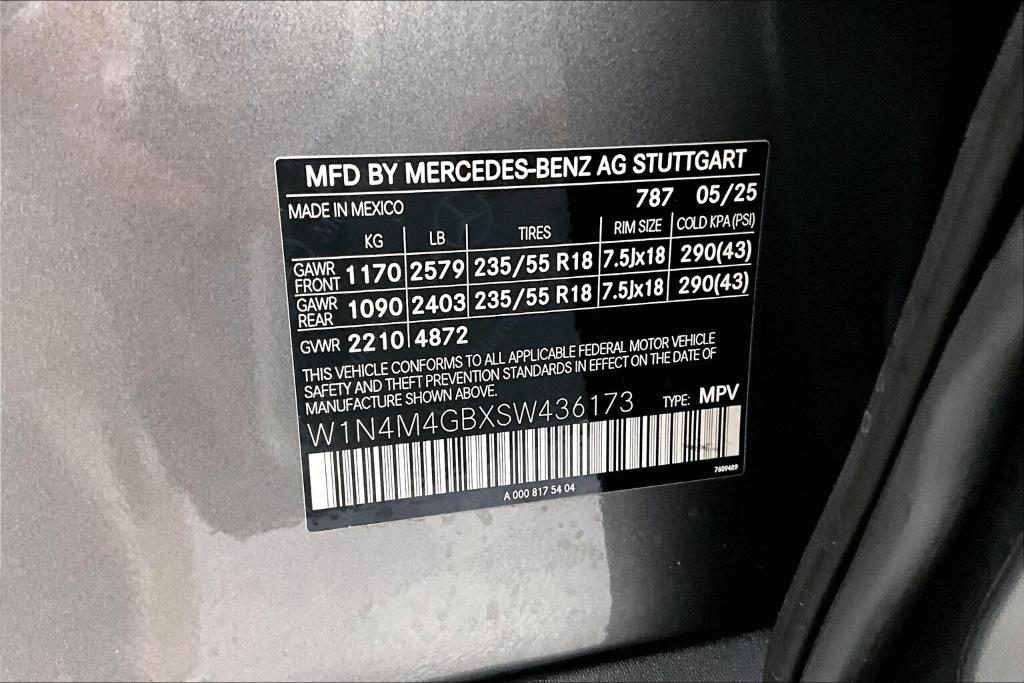 MFD BY MERCEDES-BENZ AG STUTTGART
MADE IN MEXICO 787 05/25
KG LB TIRES RIM SIZE COLD KPA (PSI)
GAWR FRONT 1170 2579 235/55 R18 7.5Jx18 290(43)
GAWR REAR 1090 2403 235/55 R18 7.5Jx18 290(43)
GVWR 2210 4872
THIS VEHICLE CONFORMS TO ALL APPLICABLE FEDERAL MOTOR VEHICLE
SAFETY AND THEFT PREVENTION STANDARDS IN EFFECT ON THE DATE OF
MANUFACTURE SHOWN ABOVE.
W1N4M4GBXSW436173 TYPE: MPV
7609489
A 000 817 54 04